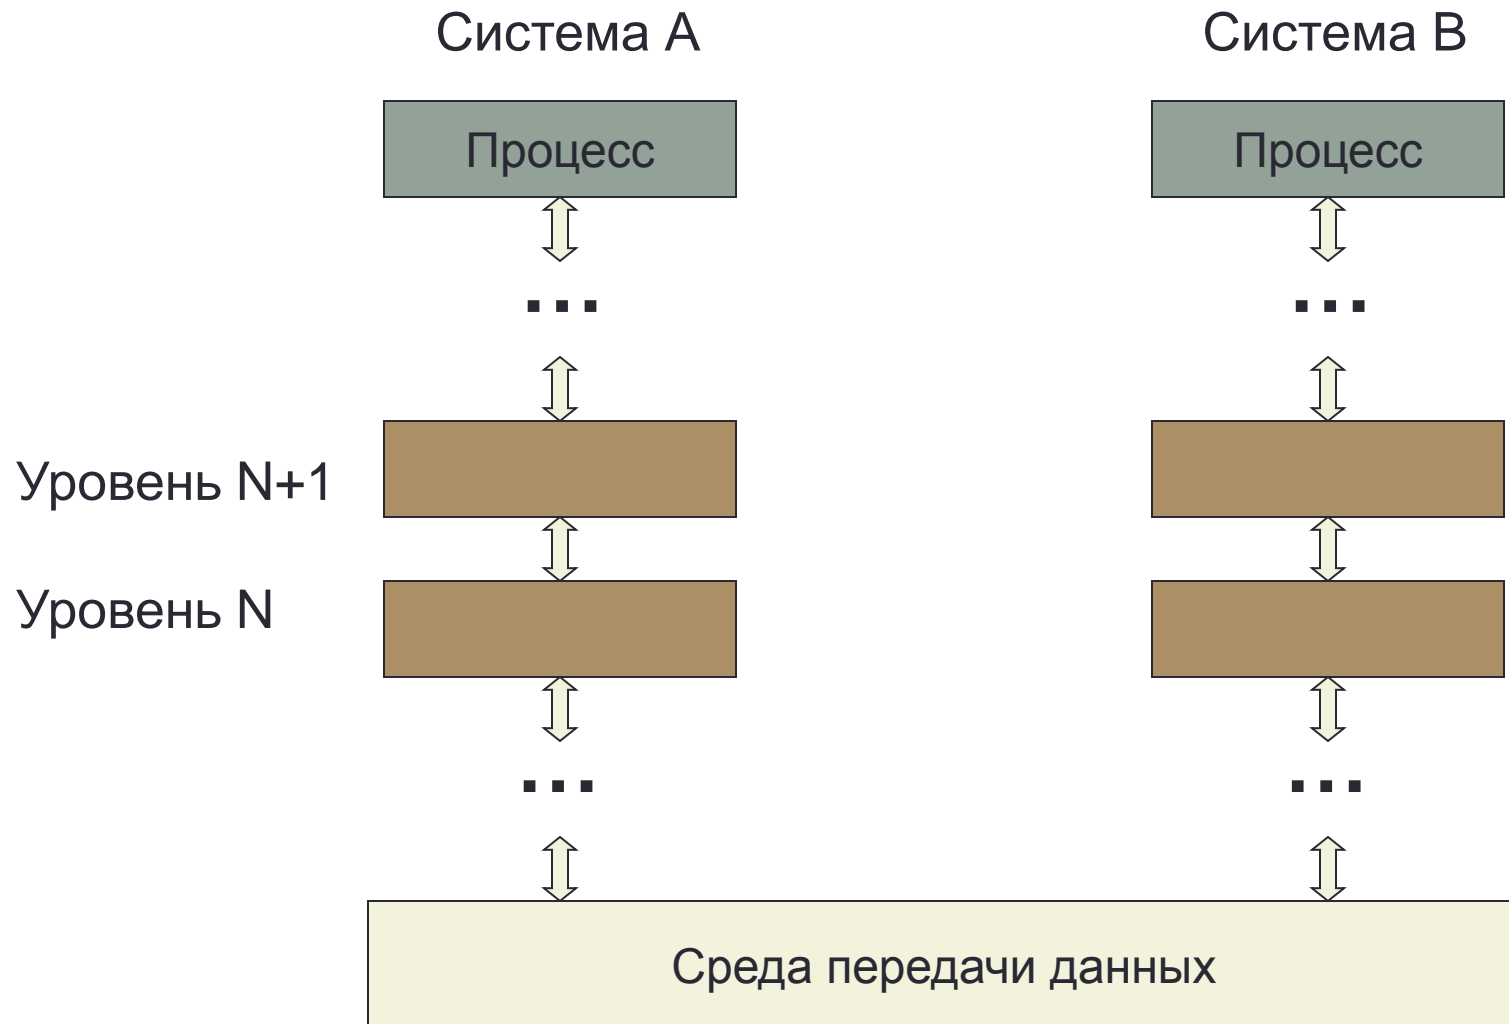 Система A
Система B
Процесс
Процесс
...
...
Уровень N+1
Уровень N
...
...
Среда передачи данных